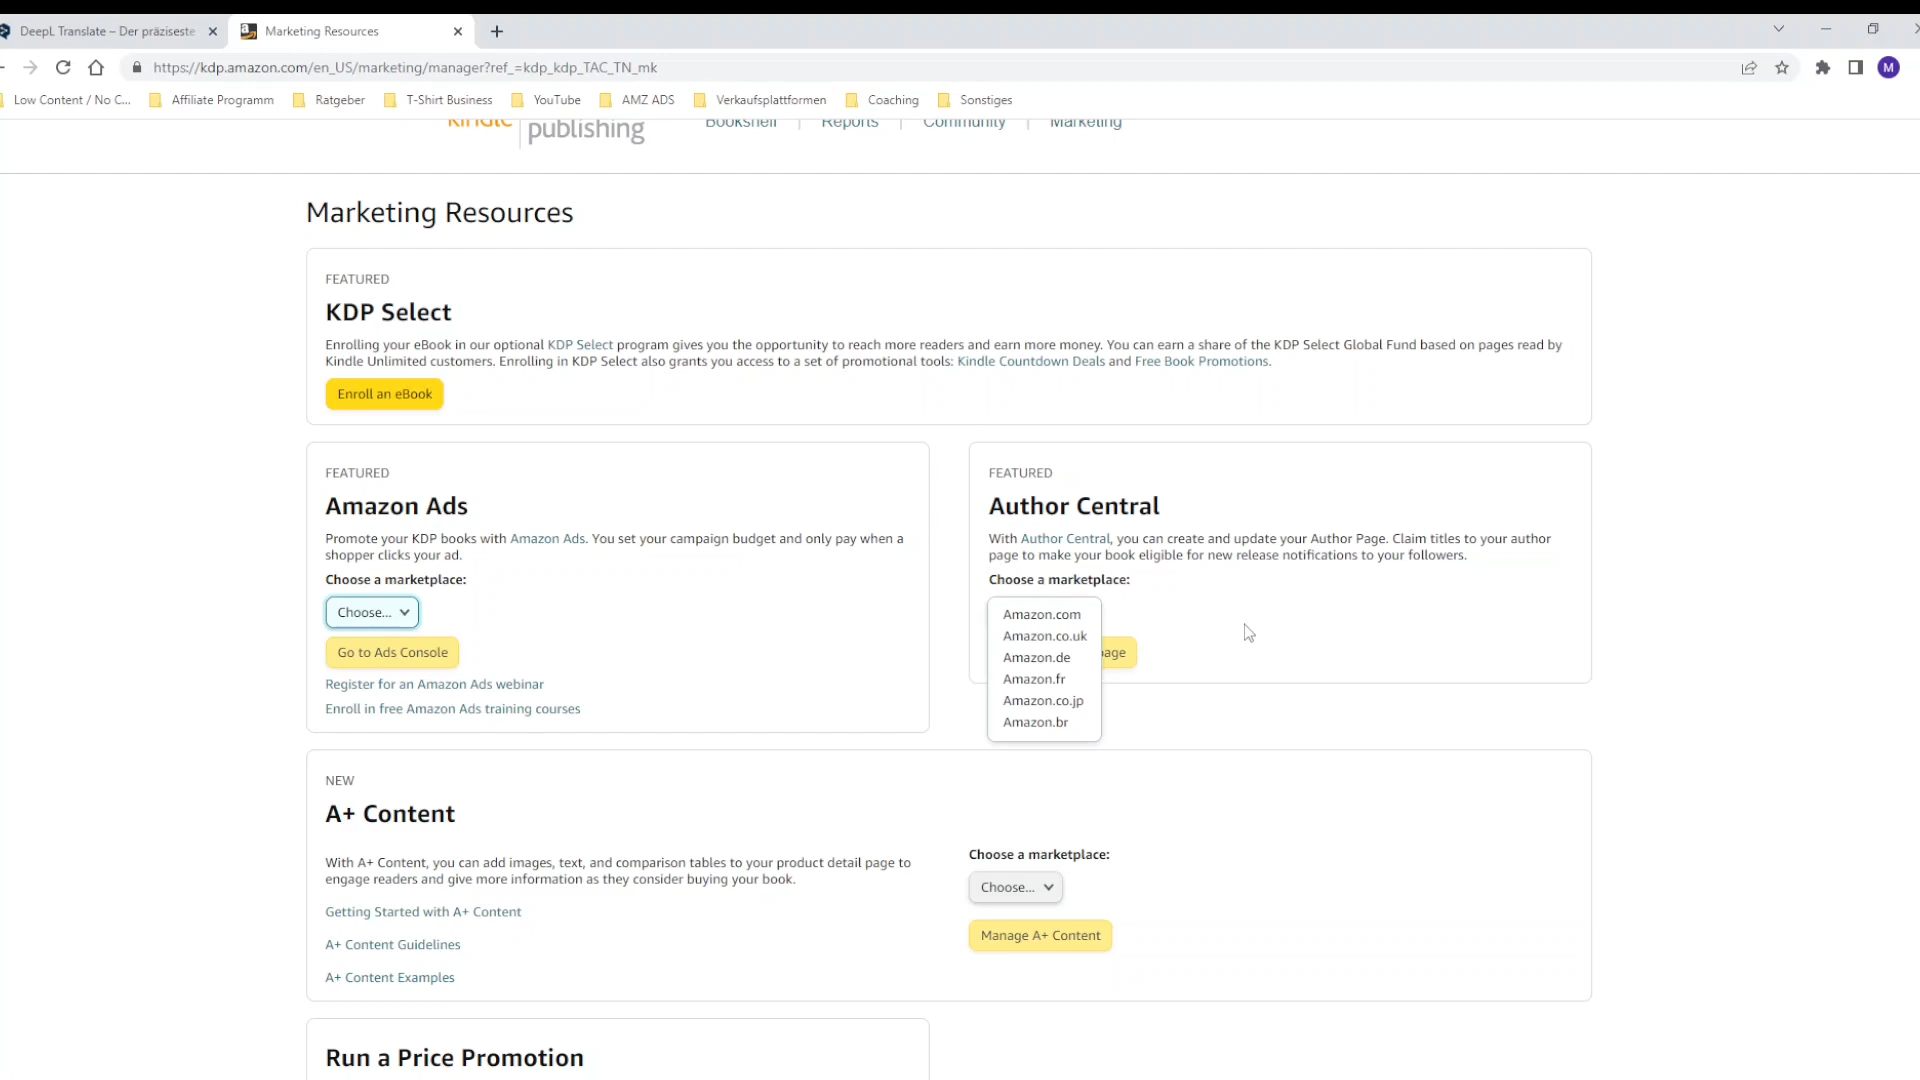 DeepL Translate – Der präziseste
Marketing Resources
https://kdp.amazon.com/en_US/marketing/manager?ref_=kdp_kdp_TAC_TN_mk
M
Low Content / No C...
Affiliate Programm
Ratgeber
T-Shirt Business
YouTube
AMZ ADS
Verkaufsplattformen
Coaching
Sonstiges
kindle
publishing
Bookshelf
Reports
Community
Marketing
Marketing Resources
FEATURED
KDP Select
Enrolling your eBook in our optional KDP Select program gives you the opportunity to reach more readers and earn more money. You can earn a share of the KDP Select Global Fund based on pages read by
Kindle Unlimited customers. Enrolling in KDP Select also grants you access to a set of promotional tools: Kindle Countdown Deals and Free Book Promotions.
Enroll an eBook
FEATURED
Amazon Ads
Promote your KDP books with Amazon Ads. You set your campaign budget and only pay when a
shopper clicks your ad.
Choose a marketplace:
Choose...
Go to Ads Console
Register for an Amazon Ads webinar
Enroll in free Amazon Ads training courses
FEATURED
Author Central
With Author Central, you can create and update your Author Page. Claim titles to your author
page to make your book eligible for new release notifications to your followers.
Choose a marketplace:
Amazon.com
Amazon.co.uk
Amazon.de
Amazon.fr
Amazon.co.jp
Amazon.br
page
NEW
A+ Content
With A+ Content, you can add images, text, and comparison tables to your product detail page to
engage readers and give more information as they consider buying your book.
Getting Started with A+ Content
A+ Content Guidelines
A+ Content Examples
Choose a marketplace:
Choose...
Manage A+ Content
Run a Price Promotion